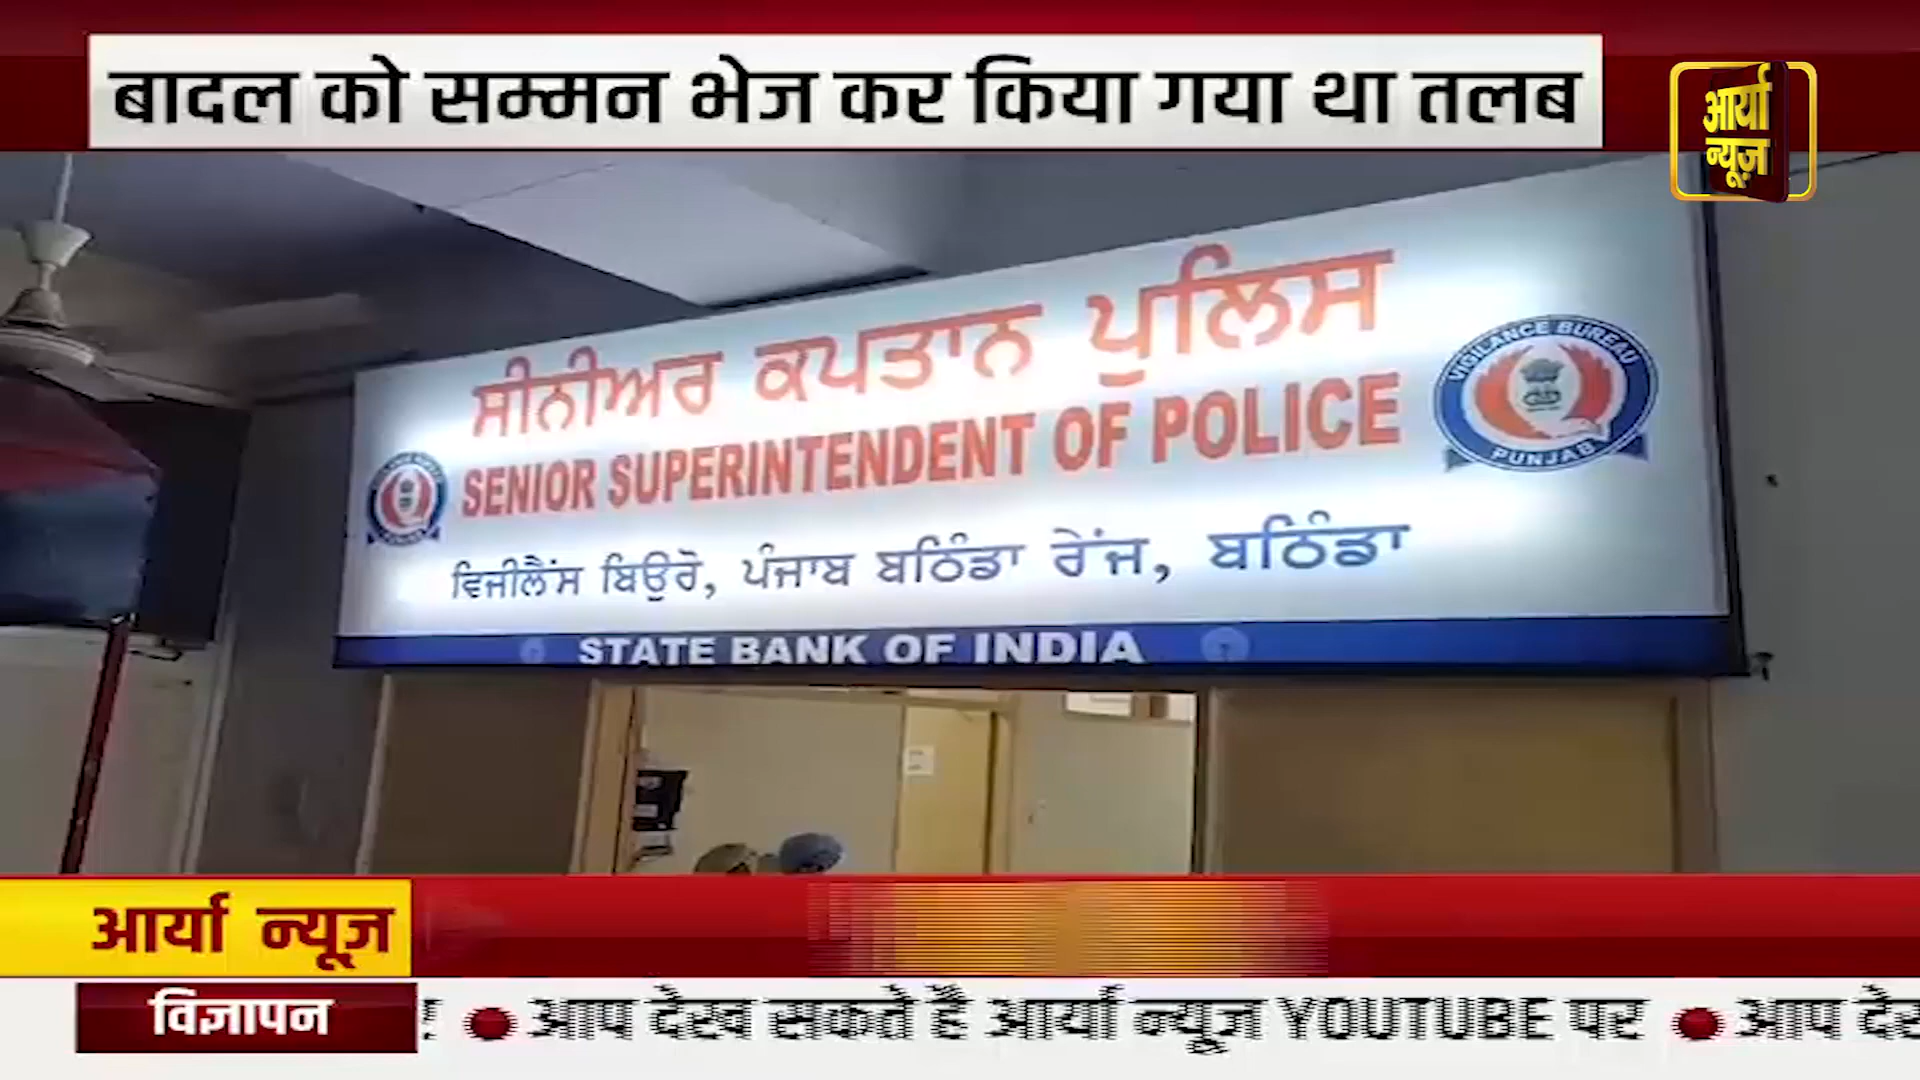 बादल को सम्मन भेज कर किया गया था तलब
आर्या
न्यूज़
ਸੀਨੀਅਰ ਕਪਤਾਨ ਪੁਲਿਸ
SENIOR SUPERINTENDENT OF POLICE
VIGILANCE BUREAU
PUNJAB
ਵਿਜੀਲੈਂਸ ਬਿਊਰੋ, ਪੰਜਾਬ ਬਠਿੰਡਾ ਰੇਂਜ, ਬਠਿੰਡਾ
STATE BANK OF INDIA
आर्या न्यूज़
विज्ञापन ! ● आप देख सकते हैं आर्या न्यूज़ YOUTUBE पर ● आप